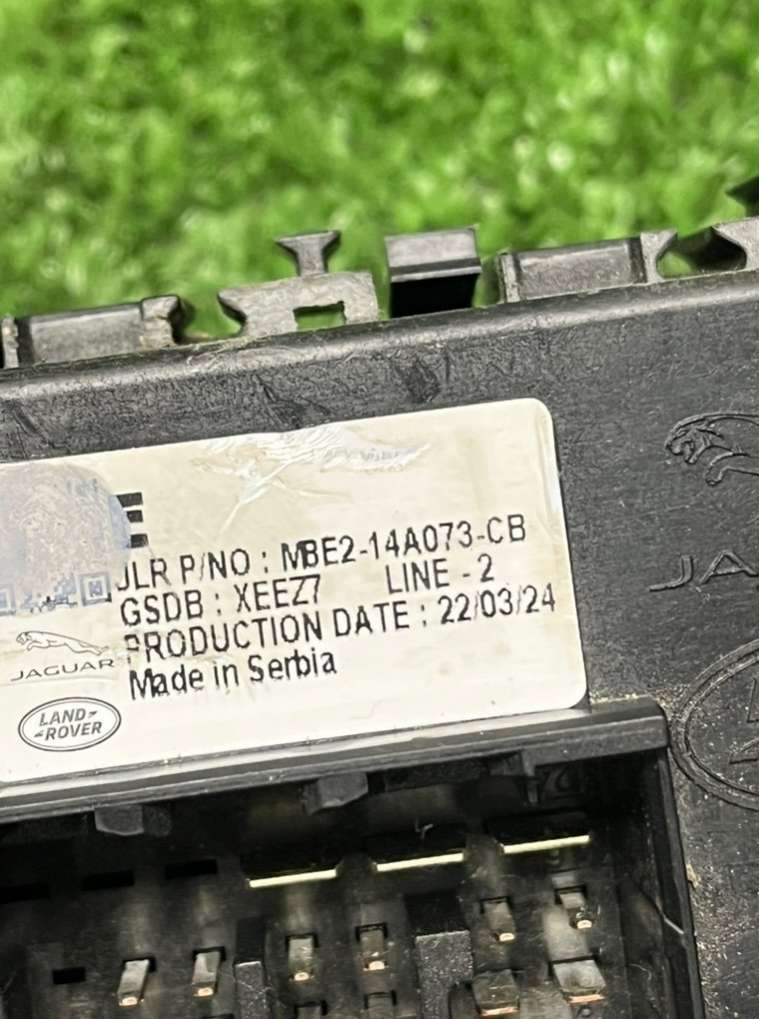 E
JLR P/NO : MBE2-14A073-CB
GSDB : XEEZ7 LINE - 2
PRODUCTION DATE : 22/03/24
Made in Serbia
JAGUAR
LAND
ROVER